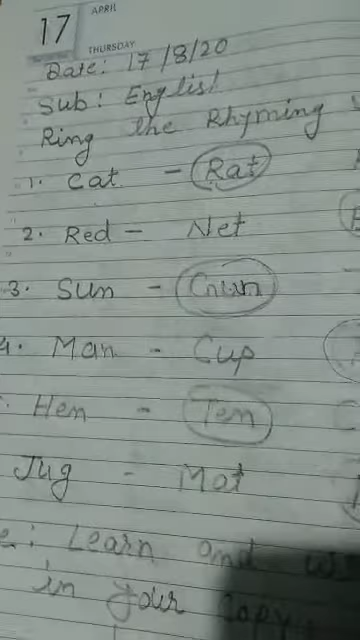 17 APRIL
THURSDAY
Date: 17/8/20
Sub: English
Ring the Rhyming
1. Cat - Rat
2. Red - Net
3. Sun - Gun
4. Man - Cup
Hen - Ten
Jug - Mat
Learn and
in your copy.